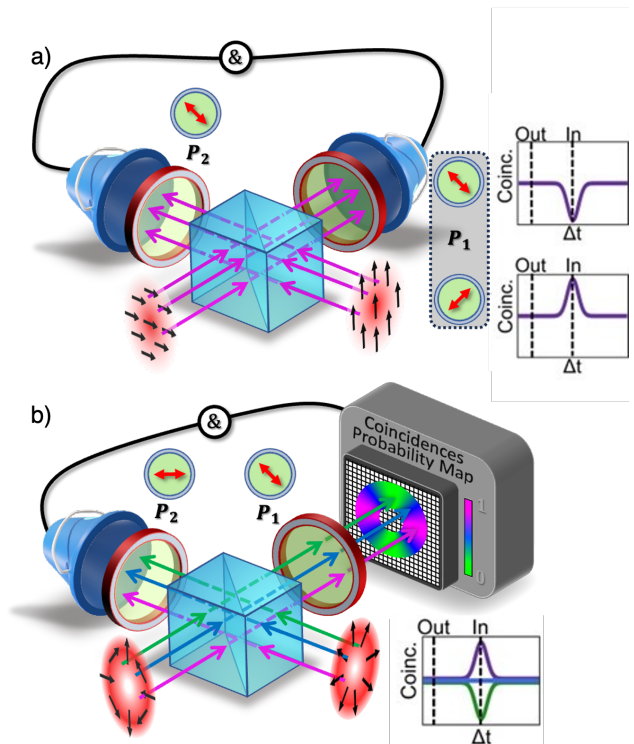 a)
&
P2
P1
Out In
Coinc.
Δt
Out In
Coinc.
Δt
b)
&
P2
P1
Coincidences
Probability Map
1
0
Out In
Coinc.
Δt